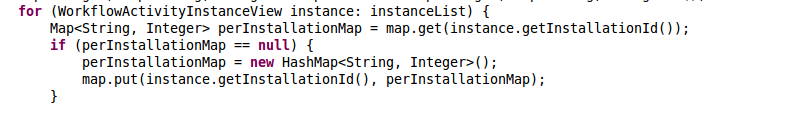 for (WorkflowActivityInstanceView instance: instanceList) {
Map<String, Integer> perInstallationMap = map.get(instance.getInstallationId());
if (perInstallationMap == null) {
perInstallationMap = new HashMap<String, Integer>();
map.put(instance.getInstallationId(), perInstallationMap);
}